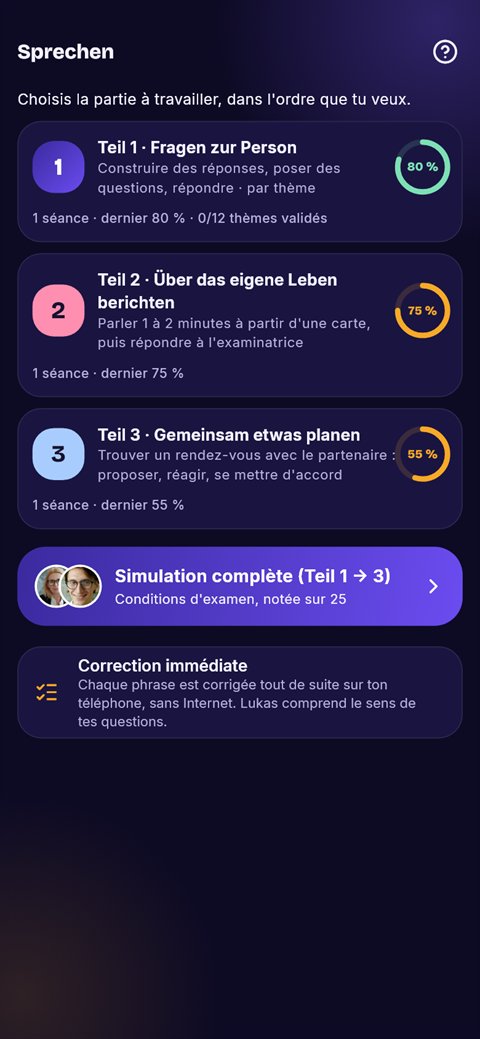 Sprechen
Choisis la partie à travailler, dans l'ordre que tu veux.
1
Teil 1 · Fragen zur Person
Construire des réponses, poser des
questions, répondre · par thème
80 %
1 séance · dernier 80 % · 0/12 thèmes validés
2
Teil 2 · Über das eigene Leben
berichten
Parler 1 à 2 minutes à partir d'une carte,
puis répondre à l'examinatrice
75 %
1 séance · dernier 75 %
3
Teil 3 · Gemeinsam etwas planen
Trouver un rendez-vous avec le partenaire :
proposer, réagir, se mettre d'accord
55 %
1 séance · dernier 55 %
Simulation complète (Teil 1 → 3)
Conditions d'examen, notée sur 25
Correction immédiate
Chaque phrase est corrigée tout de suite sur ton
téléphone, sans Internet. Lukas comprend le sens de
tes questions.